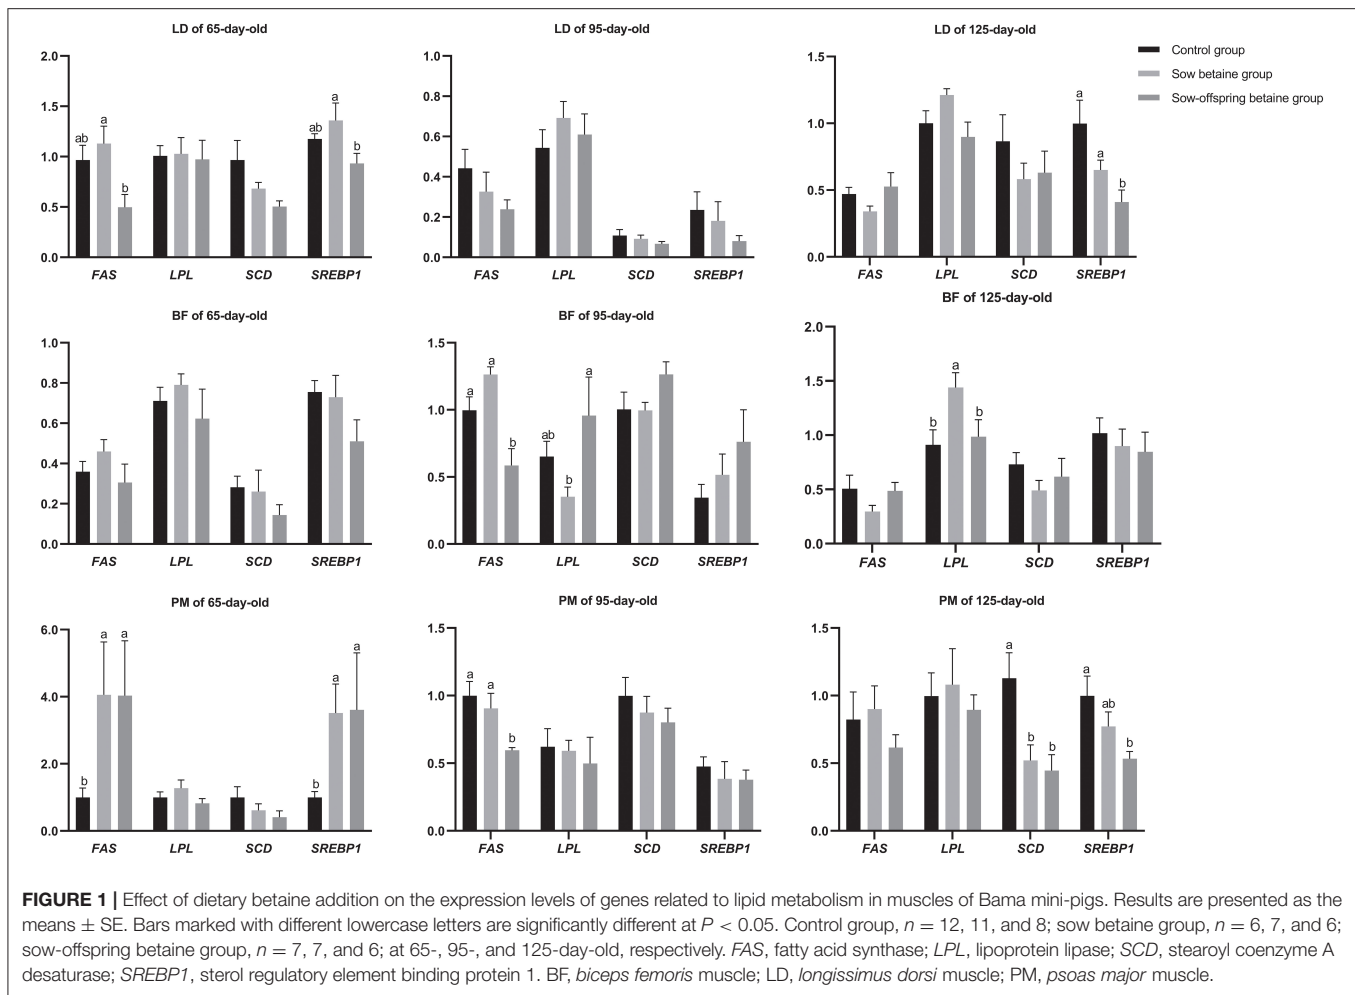 LD of 65-day-old
2.0
1.5
1.0
0.5
0.0
ab
a
b
ab
a
b
FAS LPL SCD SREBP1
LD of 95-day-old
1.0
0.8
0.6
0.4
0.2
0.0
FAS LPL SCD SREBP1
LD of 125-day-old
1.5
1.0
0.5
0.0
a
a
b
FAS LPL SCD SREBP1
Control group
Sow betaine group
Sow-offspring betaine group
BF of 65-day-old
1.0
0.8
0.6
0.4
0.2
0.0
FAS LPL SCD SREBP1
BF of 95-day-old
1.5
1.0
0.5
0.0
a
a
b
ab
b
a
FAS LPL SCD SREBP1
BF of 125-day-old
2.0
1.5
1.0
0.5
0.0
b
a
b
FAS LPL SCD SREBP1
PM of 65-day-old
6.0
4.0
2.0
0.0
b
a
a
b
a
a
FAS LPL SCD SREBP1
PM of 95-day-old
1.5
1.0
0.5
0.0
a
a
b
FAS LPL SCD SREBP1
PM of 125-day-old
1.5
1.0
0.5
0.0
a
b
b
a
ab
b
FAS LPL SCD SREBP1
FIGURE 1 | Effect of dietary betaine addition on the expression levels of genes related to lipid metabolism in muscles of Bama mini-pigs. Results are presented as the
means ± SE. Bars marked with different lowercase letters are significantly different at P < 0.05. Control group, n = 12, 11, and 8; sow betaine group, n = 6, 7, and 6;
sow-offspring betaine group, n = 7, 7, and 6; at 65-, 95-, and 125-day-old, respectively. FAS, fatty acid synthase; LPL, lipoprotein lipase; SCD, stearoyl coenzyme A
desaturase; SREBP1, sterol regulatory element binding protein 1. BF, biceps femoris muscle; LD, longissimus dorsi muscle; PM, psoas major muscle.